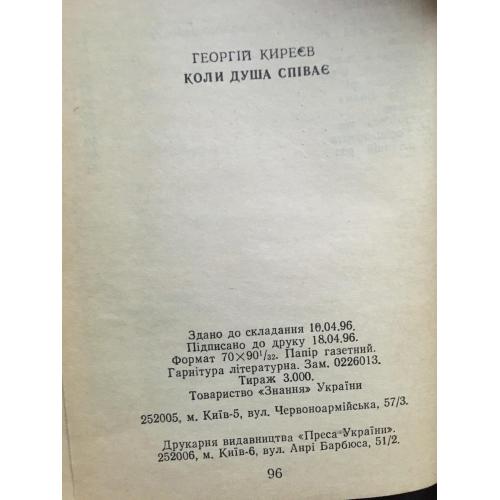 ГЕОРГІЙ КИРЕЄВ
КОЛИ ДУША СПІВАЄ
Здано до складання 10.04.96.
Підписано до друку 18.04.96.
Формат 70×90¹/₃₂. Папір газетний.
Гарнітура літературна. Зам. 0226013.
Тираж 3.000.
Товариство «Знання» України
252005, м. Київ-5, вул. Червоноармійська, 57/3.
Друкарня видавництва «Преса України».
252006, м. Київ-6, вул. Анрі Барбюса, 51/2.
96